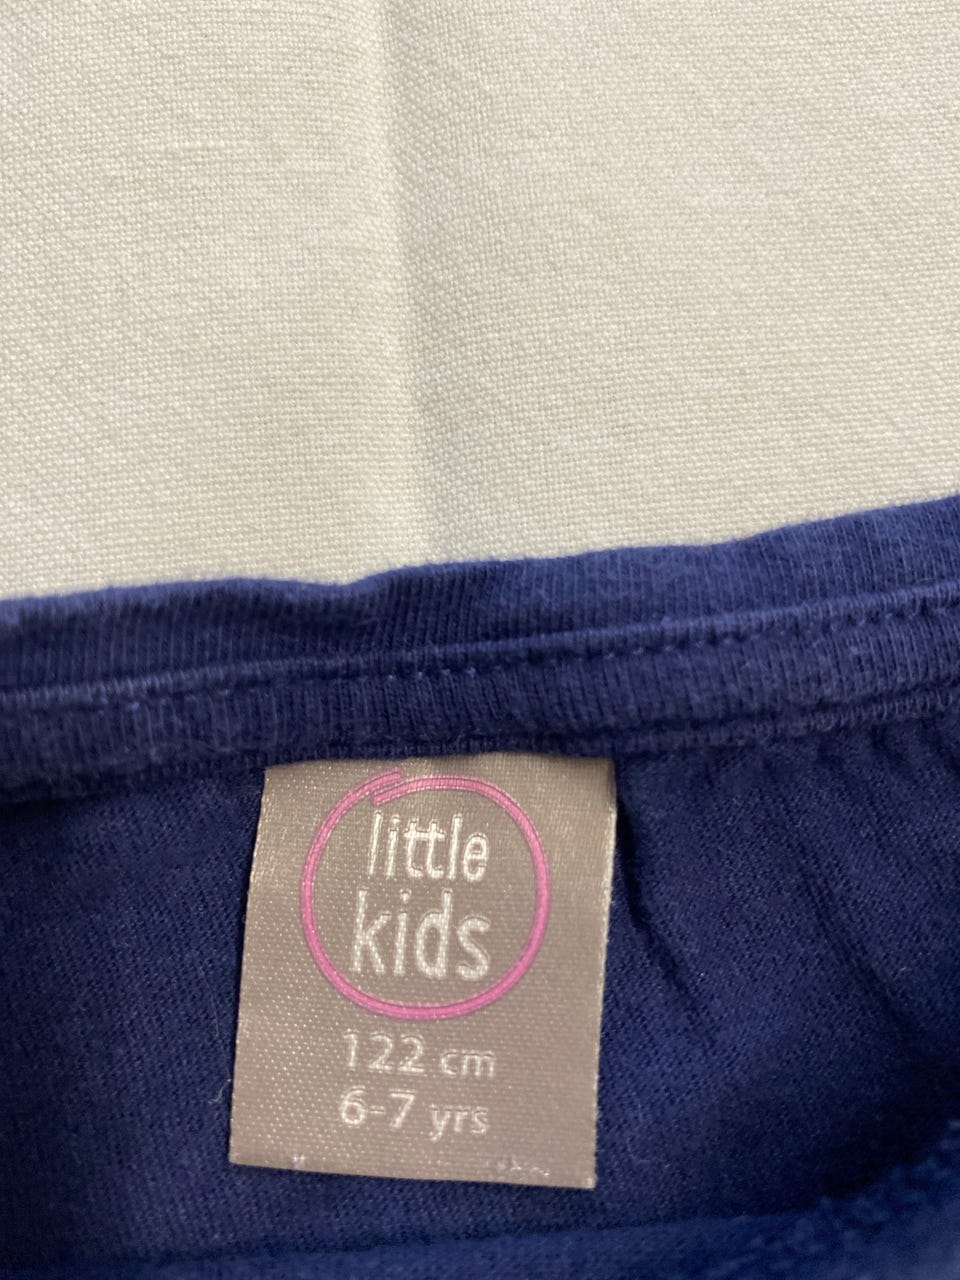 little
kids
122 cm
6-7 yrs